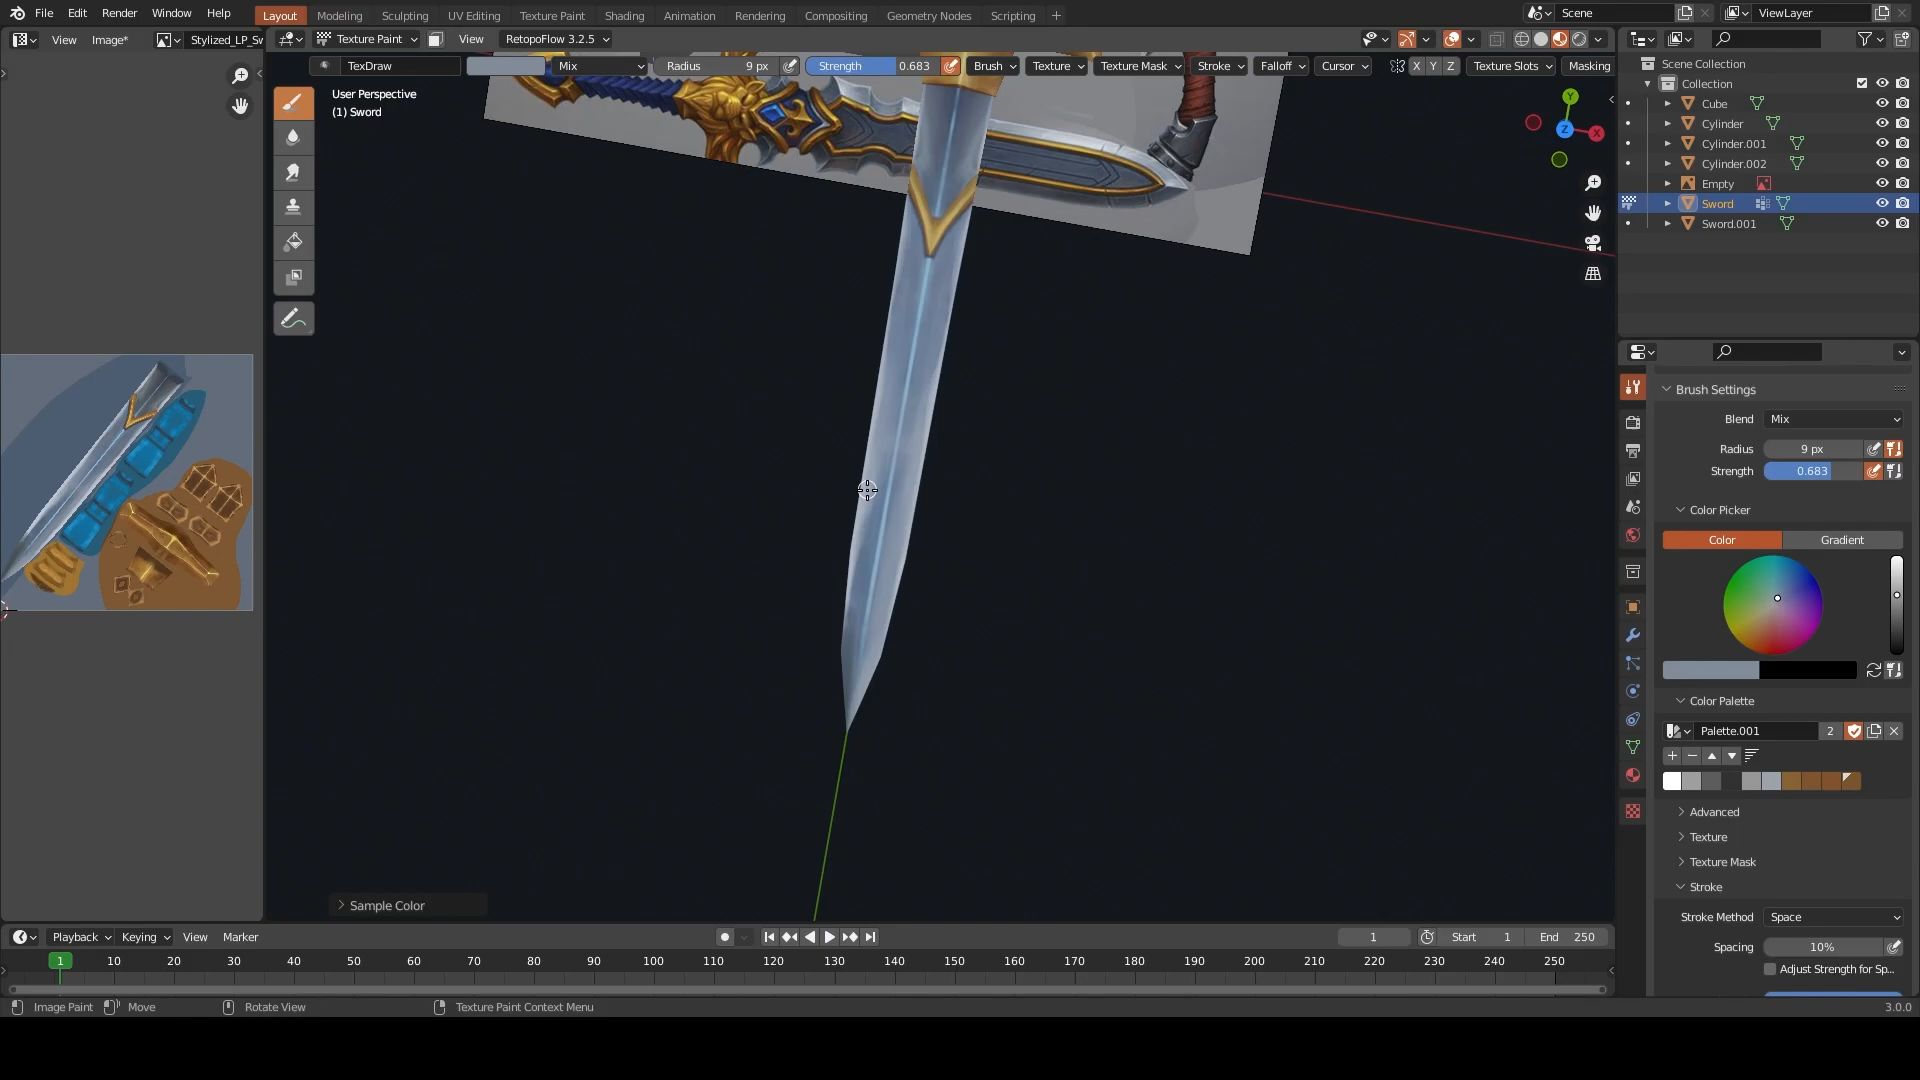 File Edit Render Window Help Layout Modeling Sculpting UV Editing Texture Paint Shading Animation Rendering Compositing Geometry Nodes Scripting + Scene ViewLayer
View Image* Stylized_LP_Sw Texture Paint View RetopoFlow 3.2.5
TexDraw Mix Radius 9 px Strength 0.683 Brush Texture Texture Mask Stroke Falloff Cursor X Y Z Texture Slots Masking
User Perspective
(1) Sword
Y
Z
X
Scene Collection
Collection
Cube
Cylinder
Cylinder.001
Cylinder.002
Empty
Sword
Sword.001
Brush Settings
Blend Mix
Radius 9 px
Strength 0.683
Color Picker
Color Gradient
Color Palette
Palette.001 2
Advanced
Texture
Texture Mask
Stroke
Stroke Method Space
Spacing 10%
Adjust Strength for Sp...
Sample Color
Playback Keying View Marker 1 Start 1 End 250
1 10 20 30 40 50 60 70 80 90 100 110 120 130 140 150 160 170 180 190 200 210 220 230 240 250
Image Paint Move Rotate View Texture Paint Context Menu 3.0.0